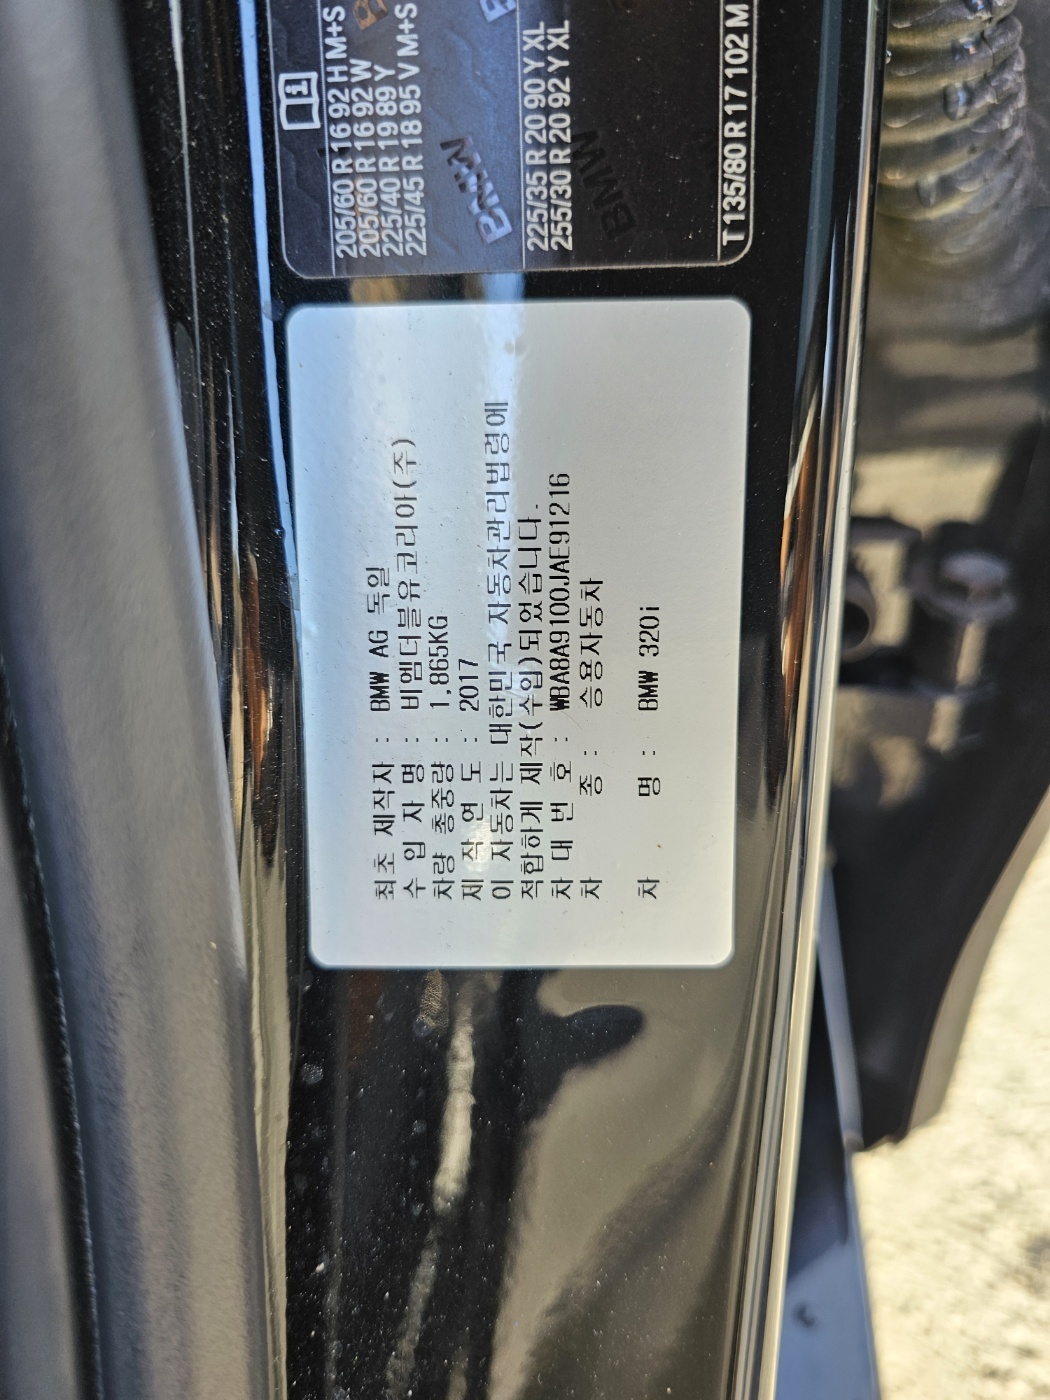 205/60 R 16 92 H M+S
205/60 R 16 92 W
225/40 R 19 89 Y
225/45 R 18 95 V M+S
225/35 R 20 90 Y XL
255/30 R 20 92 Y XL
T 135/80 R 17 102 M
BMW
BMW
최초 제작자 : BMW AG 독일
수 입 자 명 : 비엠더블유코리아(주)
차량 총중량 : 1,865KG
제 작 연 도 : 2017
이 자동차는 대한민국 자동차관리법령에
적합하게 제작(수입)되었습니다.
차 대 번 호 : WBA8A9100JAE91216
차 종 : 승용자동차
차 명 : BMW 320i